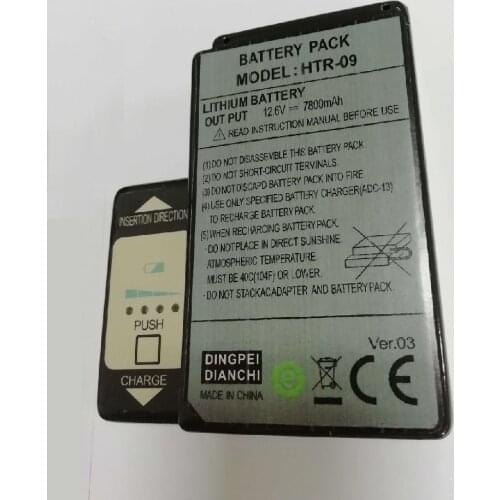 BATTERY PACK
MODEL: HTR-09
LITHIUM BATTERY
OUT PUT 12.6V 7800mAh
READ INSTRUCTION MANUAL BEFORE USE
(1) DO NOT DISASSEVBLE THIS BATTERY PACK.
(2) DO NOT SHORT-CIRCUIT TERVINALS.
(3) DO NOT DISCAPD BATTERY PACK INTO FIRE
(4) USE ONLY SPECIFIED BATTERY CHARGER(ADC-13)
TO RECHARGE BATTERY PACK.
(5) WHEN RECHARGING BATTERY PACK
· DO NOT PLACE IN DIRECT SUNSHINE.
ATMOSPHERIC TEMPERATURE
MUST BE 40C(104F) OR LOWER.
· DO NOT STACKACADAPTER AND BATTERY PACK.
Ver.03
DINGPEI
DIANCHI
MADE IN CHINA
e
CE
INSERTION DIRECTION
PUSH
CHARGE